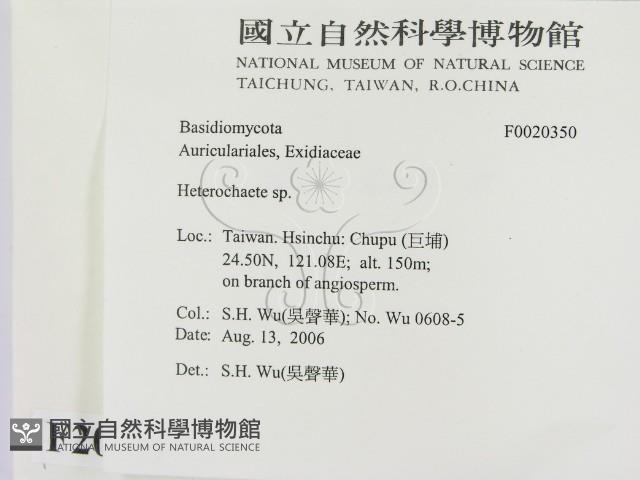 國立自然科學博物館
NATIONAL MUSEUM OF NATURAL SCIENCE
TAICHUNG, TAIWAN, R.O.CHINA
Basidiomycota F0020350
Auriculariales, Exidiaceae
Heterochaete sp.
Loc.: Taiwan. Hsinchu: Chupu (巨埔)
24.50N, 121.08E; alt. 150m;
on branch of angiosperm.
Col.: S.H. Wu(吳聲華); No. Wu 0608-5
Date: Aug. 13, 2006
Det.: S.H. Wu(吳聲華)
國立自然科學博物館
NATIONAL MUSEUM OF NATURAL SCIENCE